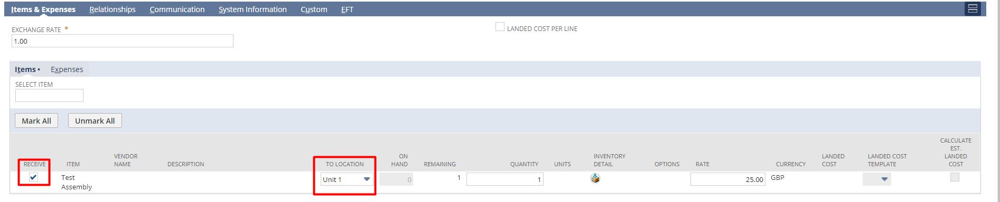 Items & Expenses Relationships Communication System Information Custom EFT
EXCHANGE RATE *
LANDED COST PER LINE
1.00
Items • Expenses
SELECT ITEM
Mark All Unmark All
RECEIVE ITEM VENDOR NAME DESCRIPTION TO LOCATION ON HAND REMAINING QUANTITY UNITS INVENTORY DETAIL OPTIONS RATE CURRENCY LANDED COST LANDED COST TEMPLATE CALCULATE EST. LANDED COST
Test Assembly Unit 1 0 1 1 25.00 GBP